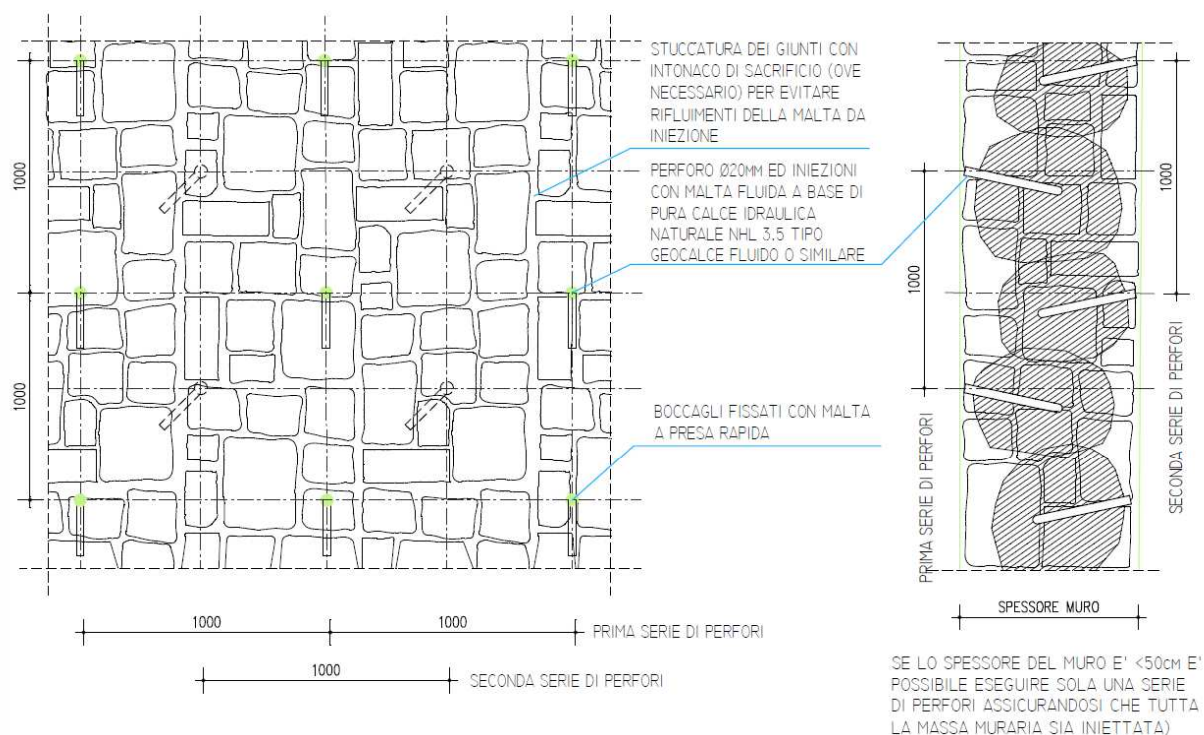 STUCCATURA DEI GIUNTI CON
INTONACO DI SACRIFICIO (OVE
NECESSARIO) PER EVITARE
RIFLUIMENTI DELLA MALTA DA
INIEZIONE
PERFORO Ø20MM ED INIEZIONI
CON MALTA FLUIDA A BASE DI
PURA CALCE IDRAULICA
NATURALE NHL 3.5 TIPO
GEOCALCE FLUIDO O SIMILARE
BOCCAGLI FISSATI CON MALTA
A PRESA RAPIDA
1000
1000
1000
1000
PRIMA SERIE DI PERFORI
1000
SECONDA SERIE DI PERFORI
1000
PRIMA SERIE DI PERFORI
1000
SECONDA SERIE DI PERFORI
SPESSORE MURO
SE LO SPESSORE DEL MURO E' <50CM E'
POSSIBILE ESEGUIRE SOLA UNA SERIE
DI PERFORI ASSICURANDOSI CHE TUTTA
LA MASSA MURARIA SIA INIETTATA)